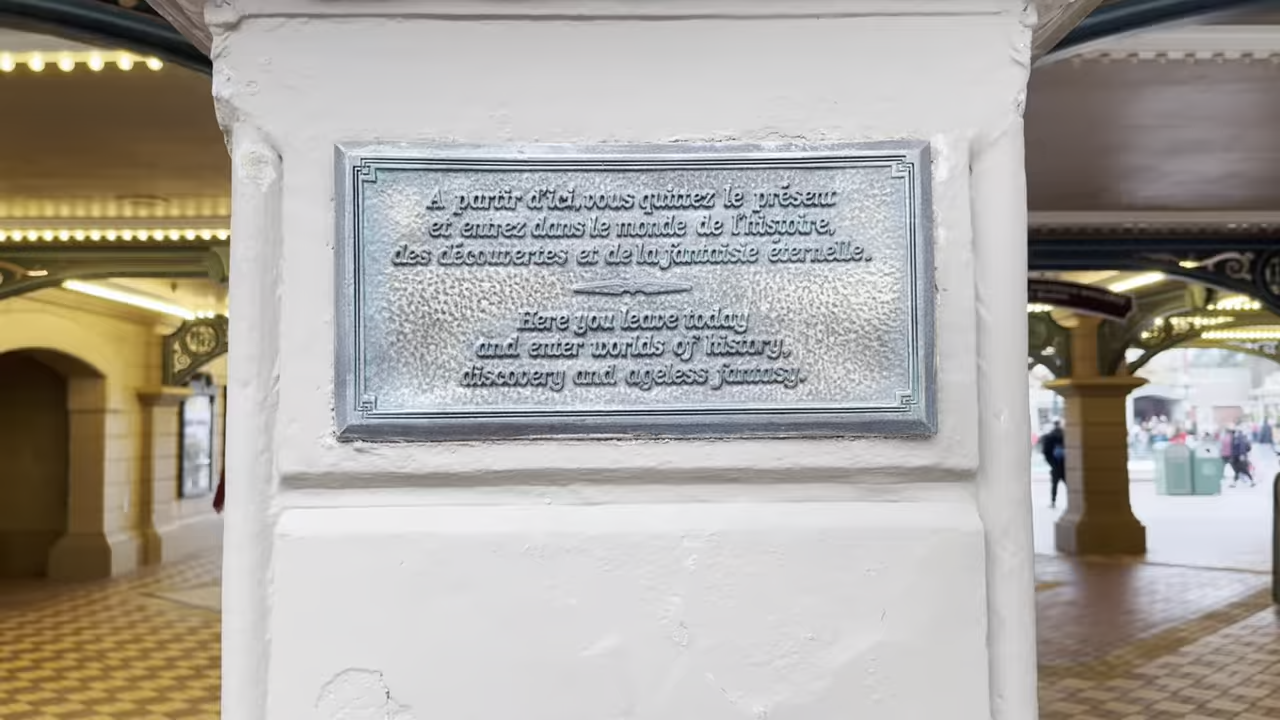 A partir d'ici, vous quittez le présent
et entrez dans le monde de l'histoire,
des découvertes et de la fantaisie éternelle.
Here you leave today
and enter worlds of history,
discovery and ageless fantasy.